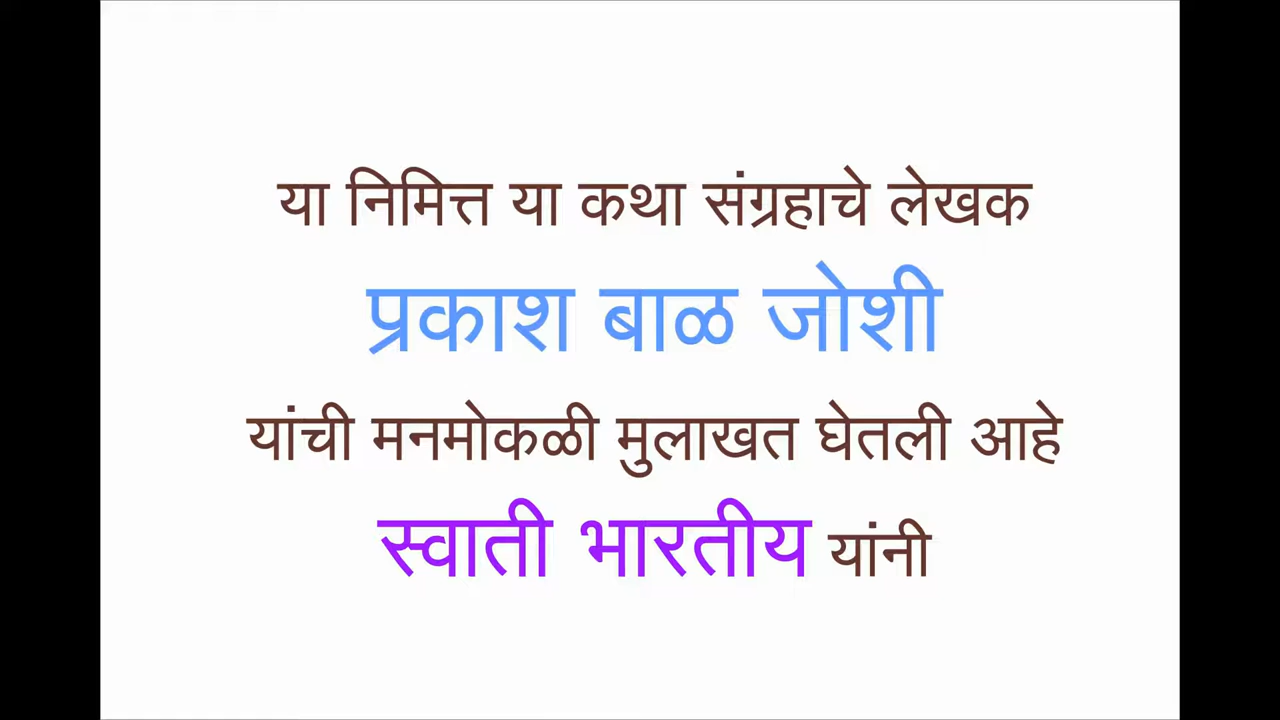 या निमित्त या कथा संग्रहाचे लेखक
प्रकाश बाळ जोशी
यांची मनमोकळी मुलाखत घेतली आहे
स्वाती भारतीय यांनी